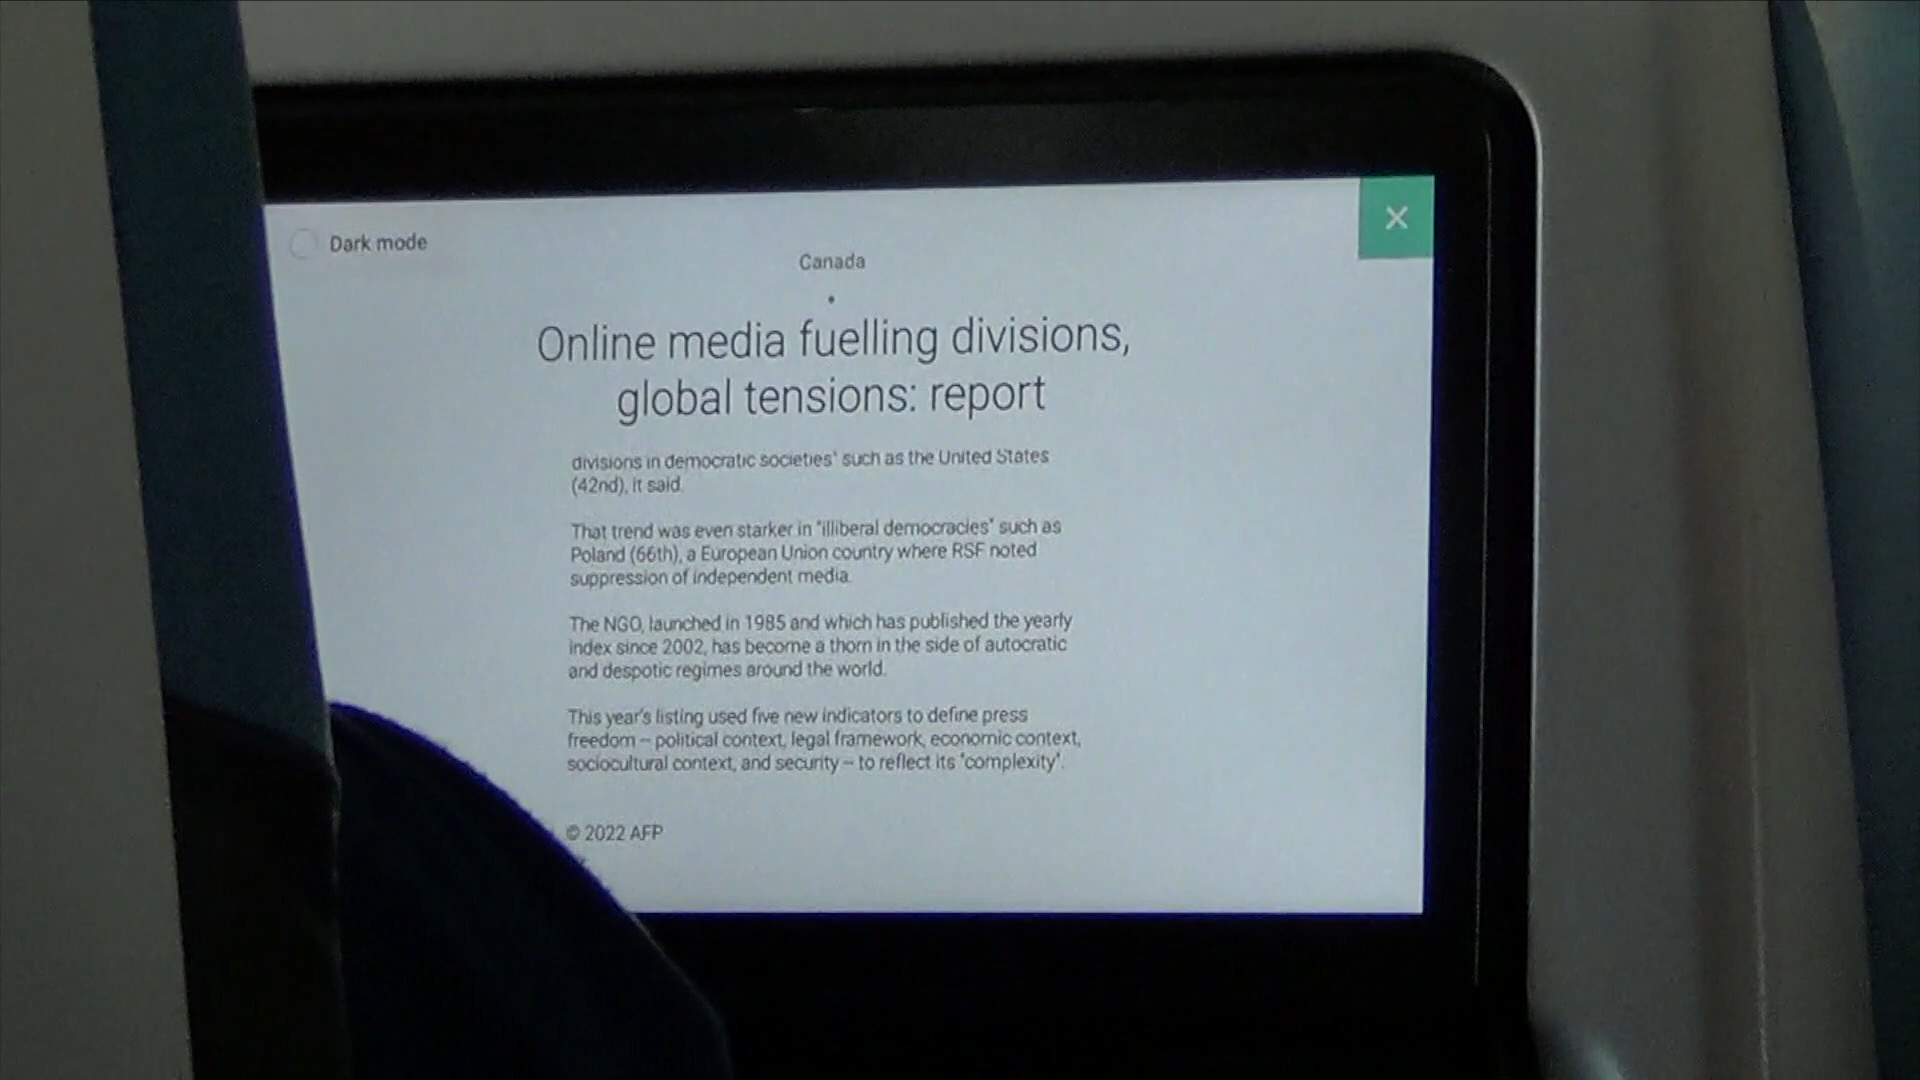 Dark mode
×
Canada
•
Online media fuelling divisions,
global tensions: report
divisions in democratic societies" such as the United States
(42nd), it said.
That trend was even starker in "illiberal democracies" such as
Poland (66th), a European Union country where RSF noted
suppression of independent media.
The NGO, launched in 1985 and which has published the yearly
index since 2002, has become a thorn in the side of autocratic
and despotic regimes around the world.
This year's listing used five new indicators to define press
freedom – political context, legal framework, economic context,
sociocultural context, and security – to reflect its "complexity".
© 2022 AFP